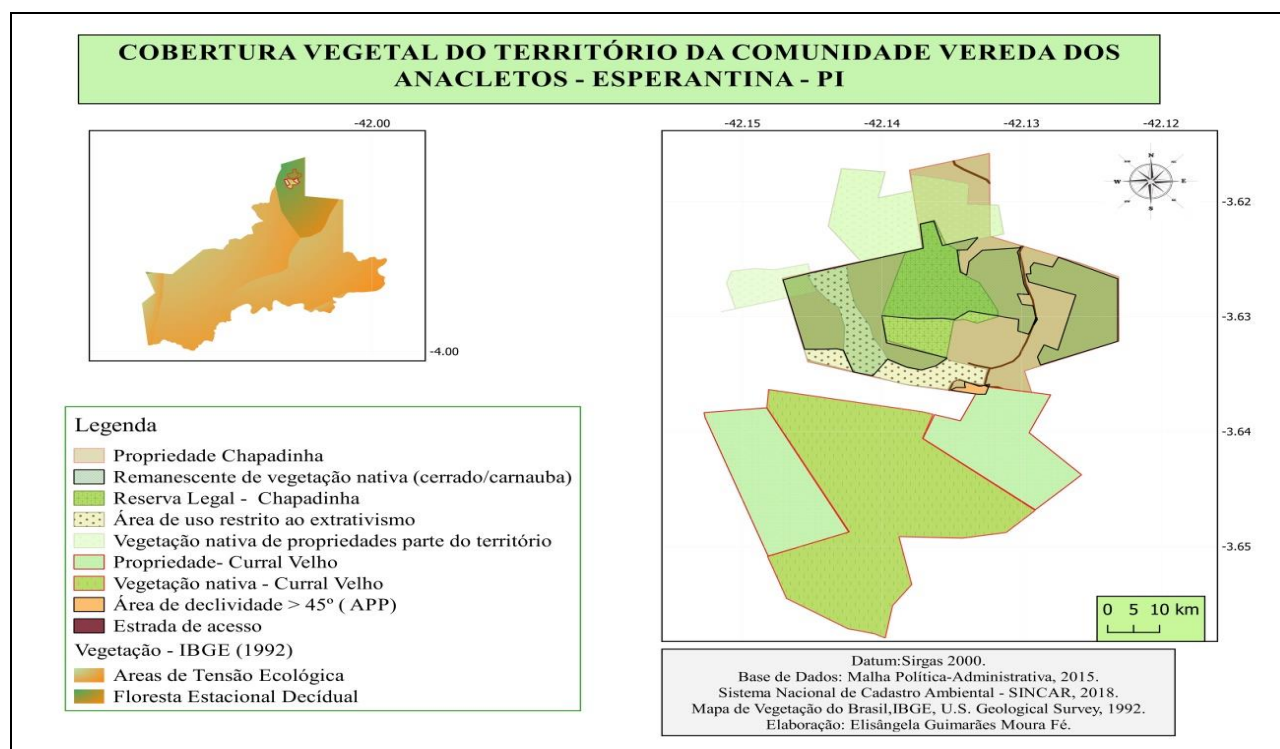 COBERTURA VEGETAL DO TERRITÓRIO DA COMUNIDADE VEREDA DOS
ANACLETOS - ESPERANTINA - PI
-42.00
-4.00
-42.15
-42.14
-42.13
-42.12
N
W
E
S
-3.62
-3.63
-3.64
-3.65
0 5 10 km
Legenda
Propriedade Chapadinha
Remanescente de vegetação nativa (cerrado/carnauba)
Reserva Legal - Chapadinha
Área de uso restrito ao extrativismo
Vegetação nativa de propriedades parte do território
Propriedade- Curral Velho
Vegetação nativa - Curral Velho
Área de declividade > 45º ( APP)
Estrada de acesso
Vegetação - IBGE (1992)
Areas de Tensão Ecológica
Floresta Estacional Decídual
Datum:Sirgas 2000.
Base de Dados: Malha Política-Administrativa, 2015.
Sistema Nacional de Cadastro Ambiental - SINCAR, 2018.
Mapa de Vegetação do Brasil,IBGE, U.S. Geological Survey, 1992.
Elaboração: Elisângela Guimarães Moura Fé.